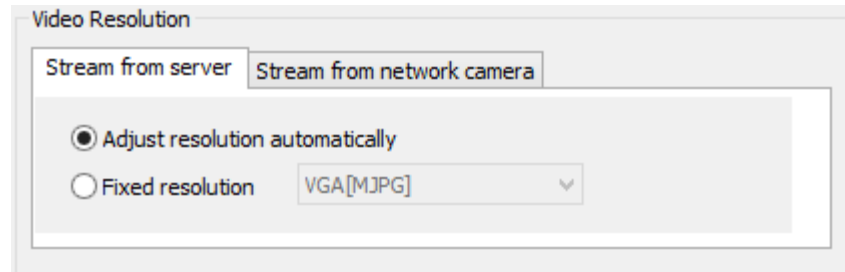 Video Resolution
Stream from server Stream from network camera
Adjust resolution automatically
Fixed resolution VGA[MJPG]